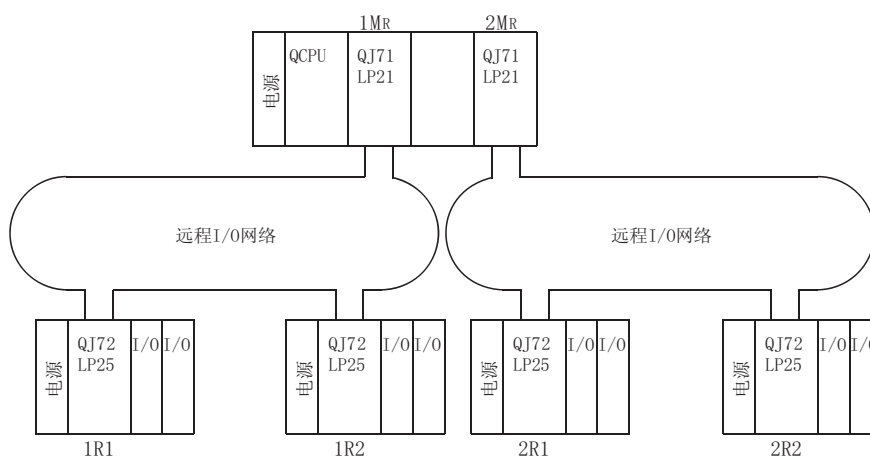 1MR 2MR
电源 QCPU QJ71 QJ71
LP21 LP21
远程I/O网络 远程I/O网络
电源 QJ72 I/O I/O 电源 QJ72 I/O I/O 电源 QJ72 I/O I/O 电源 QJ72 I/O I/
LP25 LP25 LP25 LP25
1R1 1R2 2R1 2R2